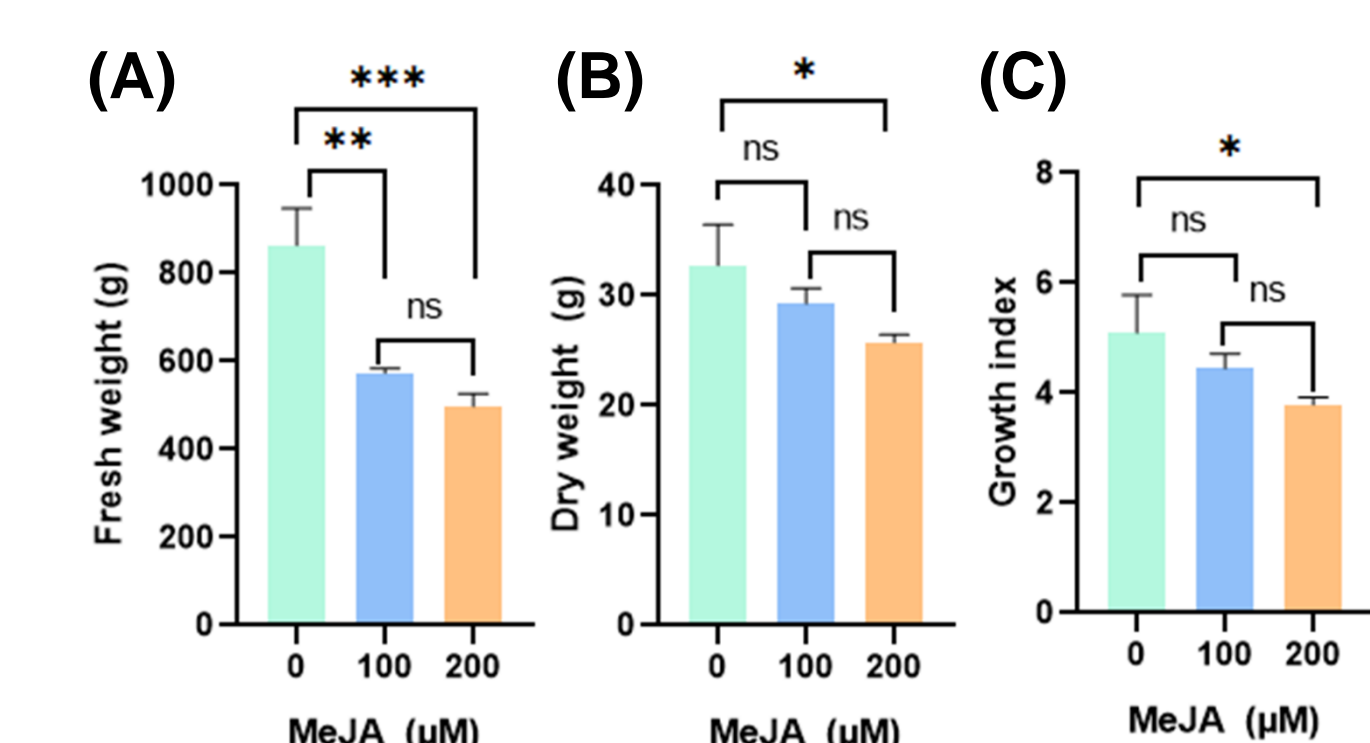 (A)
***
**
ns
1000
800
600
400
200
0
Fresh weight (g)
0 100 200
MeJA (μM)
(B)
*
ns
ns
40
30
20
10
0
Dry weight (g)
0 100 200
MeJA (μM)
(C)
*
ns
ns
8
6
4
2
0
Growth index
0 100 200
MeJA (μM)